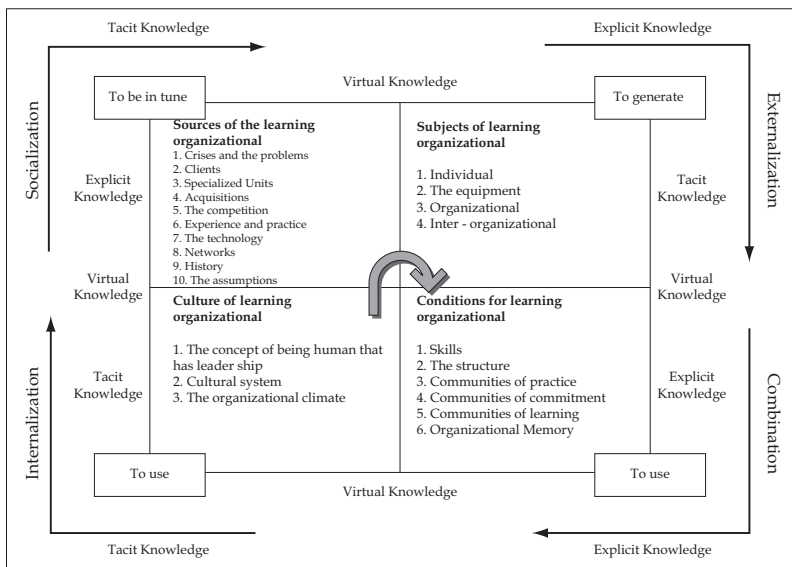 Tacit Knowledge
Explicit Knowledge
Virtual Knowledge
To be in tune
To generate
Socialization
Externalization
Sources of the learning
organizational
1. Crises and the problems
2. Clients
3. Specialized Units
4. Acquisitions
5. The competition
6. Experience and practice
7. The technology
8. Networks
9. History
10. The assumptions
Subjects of learning
organizational
1. Individual
2. The equipment
3. Organizational
4. Inter - organizational
Explicit
Knowledge
Tacit
Knowledge
Virtual
Knowledge
Virtual
Knowledge
Culture of learning
organizational
1. The concept of being human that
has leader ship
2. Cultural system
3. The organizational climate
Conditions for learning
organizational
1. Skills
2. The structure
3. Communities of practice
4. Communities of commitment
5. Communities of learning
6. Organizational Memory
Tacit
Knowledge
Explicit
Knowledge
Internalization
Combination
To use
To use
Virtual Knowledge
Tacit Knowledge
Explicit Knowledge